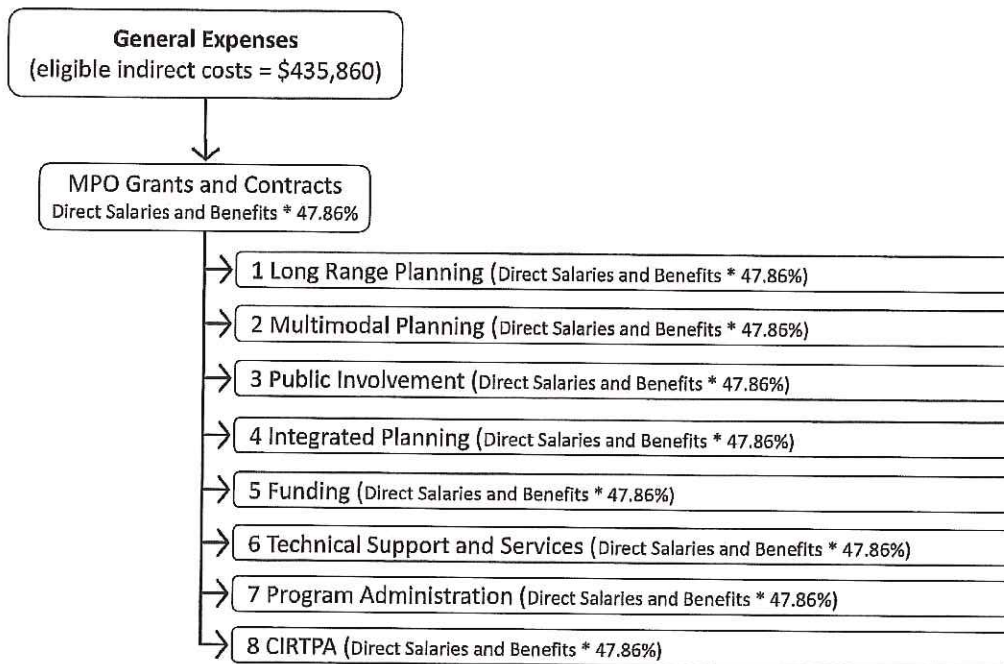 General Expenses
(eligible indirect costs = $435,860)
MPO Grants and Contracts
Direct Salaries and Benefits * 47.86%
1 Long Range Planning (Direct Salaries and Benefits * 47.86%)
2 Multimodal Planning (Direct Salaries and Benefits * 47.86%)
3 Public Involvement (Direct Salaries and Benefits * 47.86%)
4 Integrated Planning (Direct Salaries and Benefits * 47.86%)
5 Funding (Direct Salaries and Benefits * 47.86%)
6 Technical Support and Services (Direct Salaries and Benefits * 47.86%)
7 Program Administration (Direct Salaries and Benefits * 47.86%)
8 CIRTPA (Direct Salaries and Benefits * 47.86%)